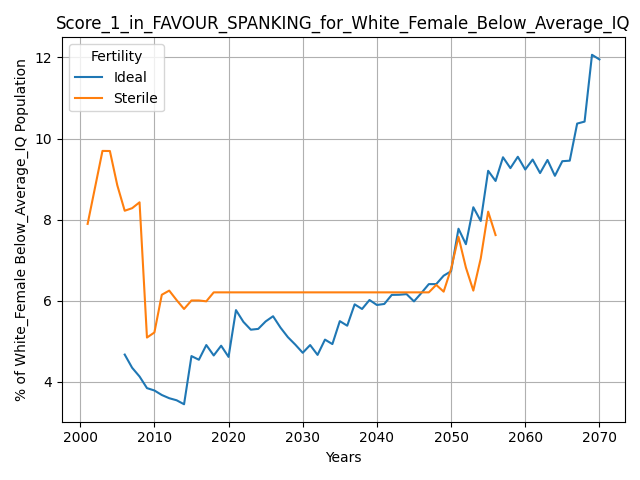 Score_1_in_FAVOUR_SPANKING_for_White_Female_Below_Average_IQ
Fertility
Ideal
Sterile
% of White_Female Below_Average_IQ Population
12
10
8
6
4
2000 2010 2020 2030 2040 2050 2060 2070
Years